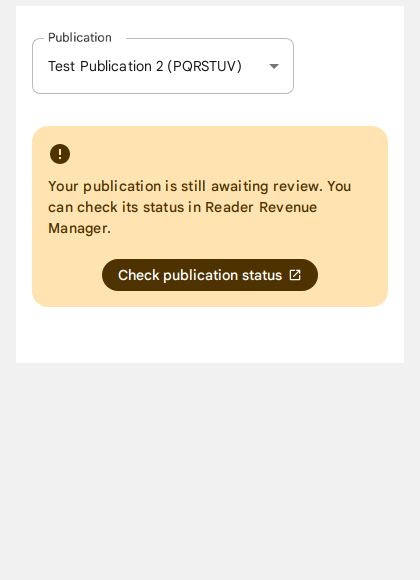 Publication
Test Publication 2 (PQRSTUV)
Your publication is still awaiting review. You
can check its status in Reader Revenue
Manager.
Check publication status